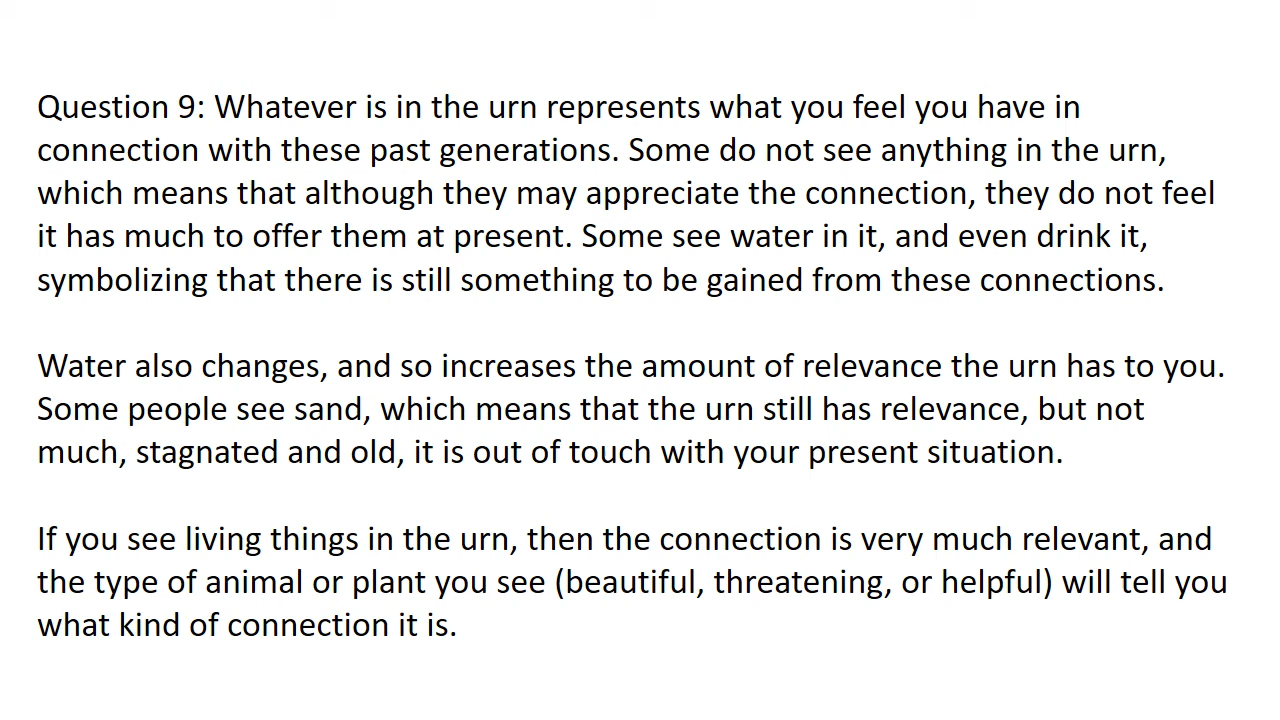 Question 9: Whatever is in the urn represents what you feel you have in
connection with these past generations. Some do not see anything in the urn,
which means that although they may appreciate the connection, they do not feel
it has much to offer them at present. Some see water in it, and even drink it,
symbolizing that there is still something to be gained from these connections.
Water also changes, and so increases the amount of relevance the urn has to you.
Some people see sand, which means that the urn still has relevance, but not
much, stagnated and old, it is out of touch with your present situation.
If you see living things in the urn, then the connection is very much relevant, and
the type of animal or plant you see (beautiful, threatening, or helpful) will tell you
what kind of connection it is.